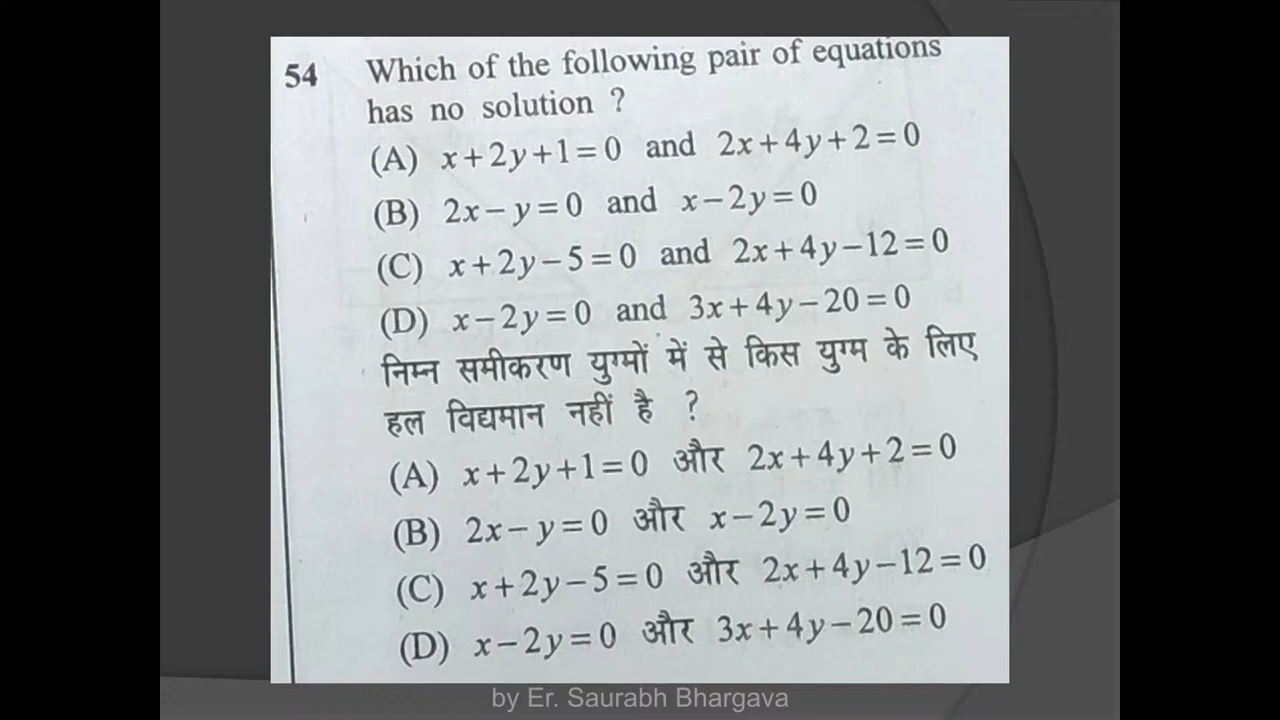 54 Which of the following pair of equations
has no solution ?
(A) x+2y+1=0 and 2x+4y+2=0
(B) 2x-y=0 and x-2y=0
(C) x+2y-5=0 and 2x+4y-12=0
(D) x-2y=0 and 3x+4y-20=0
निम्न समीकरण युग्मों में से किस युग्म के लिए
हल विद्यमान नहीं है ?
(A) x+2y+1=0 और 2x+4y+2=0
(B) 2x-y=0 और x-2y=0
(C) x+2y-5=0 और 2x+4y-12=0
(D) x-2y=0 और 3x+4y-20=0
by Er. Saurabh Bhargava